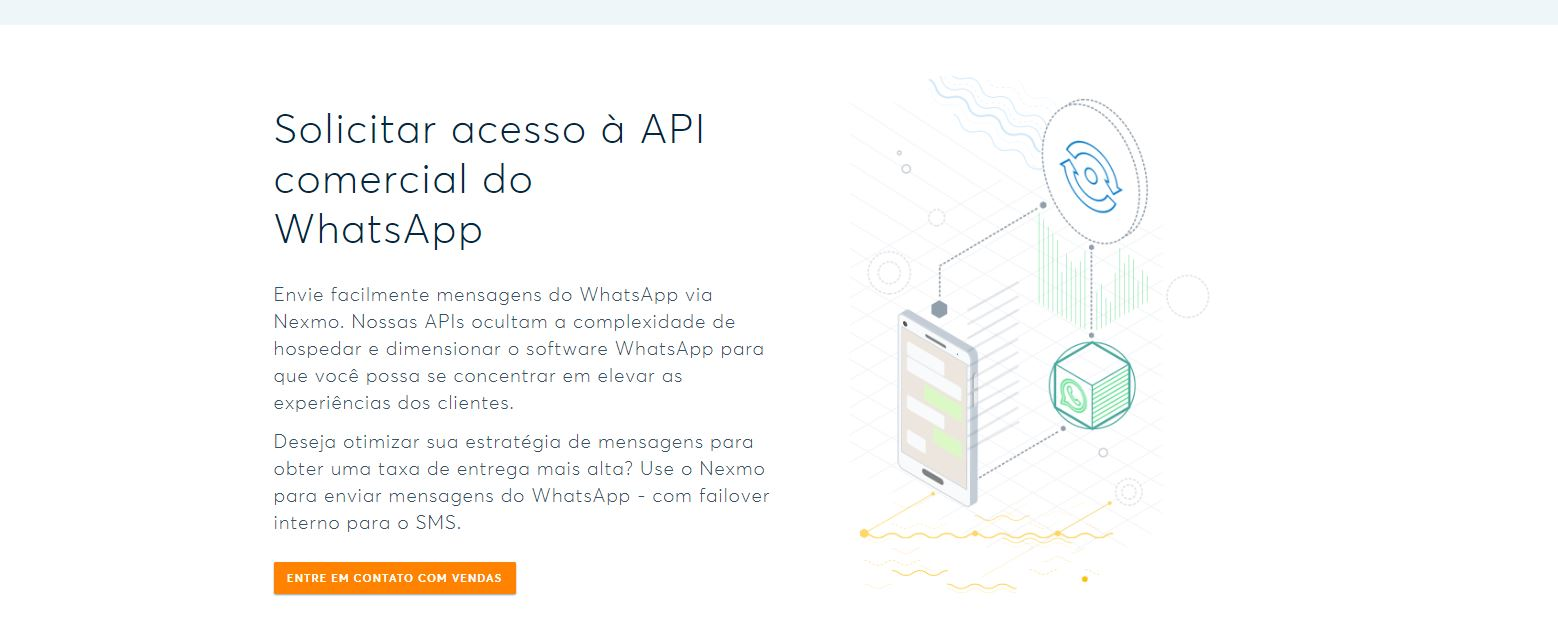 Solicitar acesso à API
comercial do
WhatsApp
Envie facilmente mensagens do WhatsApp via
Nexmo. Nossas APIs ocultam a complexidade de
hospedar e dimensionar o software WhatsApp para
que você possa se concentrar em elevar as
experiências dos clientes.
Deseja otimizar sua estratégia de mensagens para
obter uma taxa de entrega mais alta? Use o Nexmo
para enviar mensagens do WhatsApp - com failover
interno para o SMS.
ENTRE EM CONTATO COM VENDAS